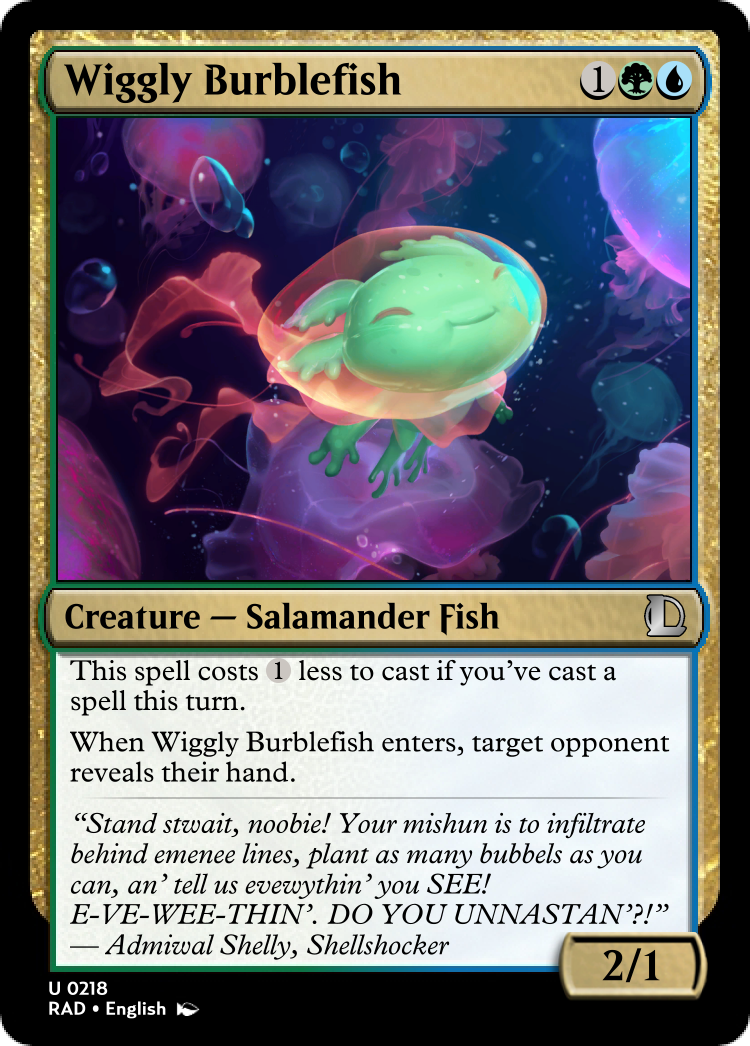 Wiggly Burblefish 1
Creature — Salamander Fish
This spell costs 1 less to cast if you've cast a
spell this turn.
When Wiggly Burblefish enters, target opponent
reveals their hand.
“Stand stwait, noobie! Your mishun is to infiltrate
behind emenee lines, plant as many bubbels as you
can, an’ tell us evewythin’ you SEE!
E-VE-WEE-THIN’. DO YOU UNNASTAN’?!”
— Admiwal Shelly, Shellshocker
2/1
U 0218
RAD • English